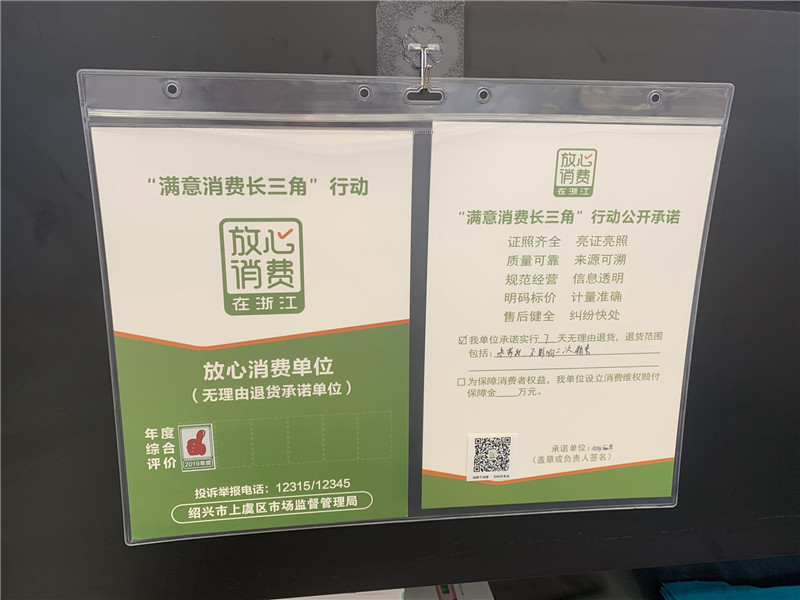 “满意消费长三角”行动
放心
消费
在浙江
放心消费单位
（无理由退货承诺单位）
年度
综合
评价
2019年度
投诉举报电话：12315/12345
绍兴市上虞区市场监督管理局
放心
消费
在浙江
“满意消费长三角”行动公开承诺
证照齐全 亮证亮照
质量可靠 来源可溯
规范经营 信息透明
明码标价 计量准确
售后健全 纠纷快处
☑我单位承诺实行7天无理由退货，退货范围
包括：不影响二次销售
□为保障消费者权益，我单位设立消费维权赔付
保障金____万元。
承诺单位：
（盖章或负责人签名）